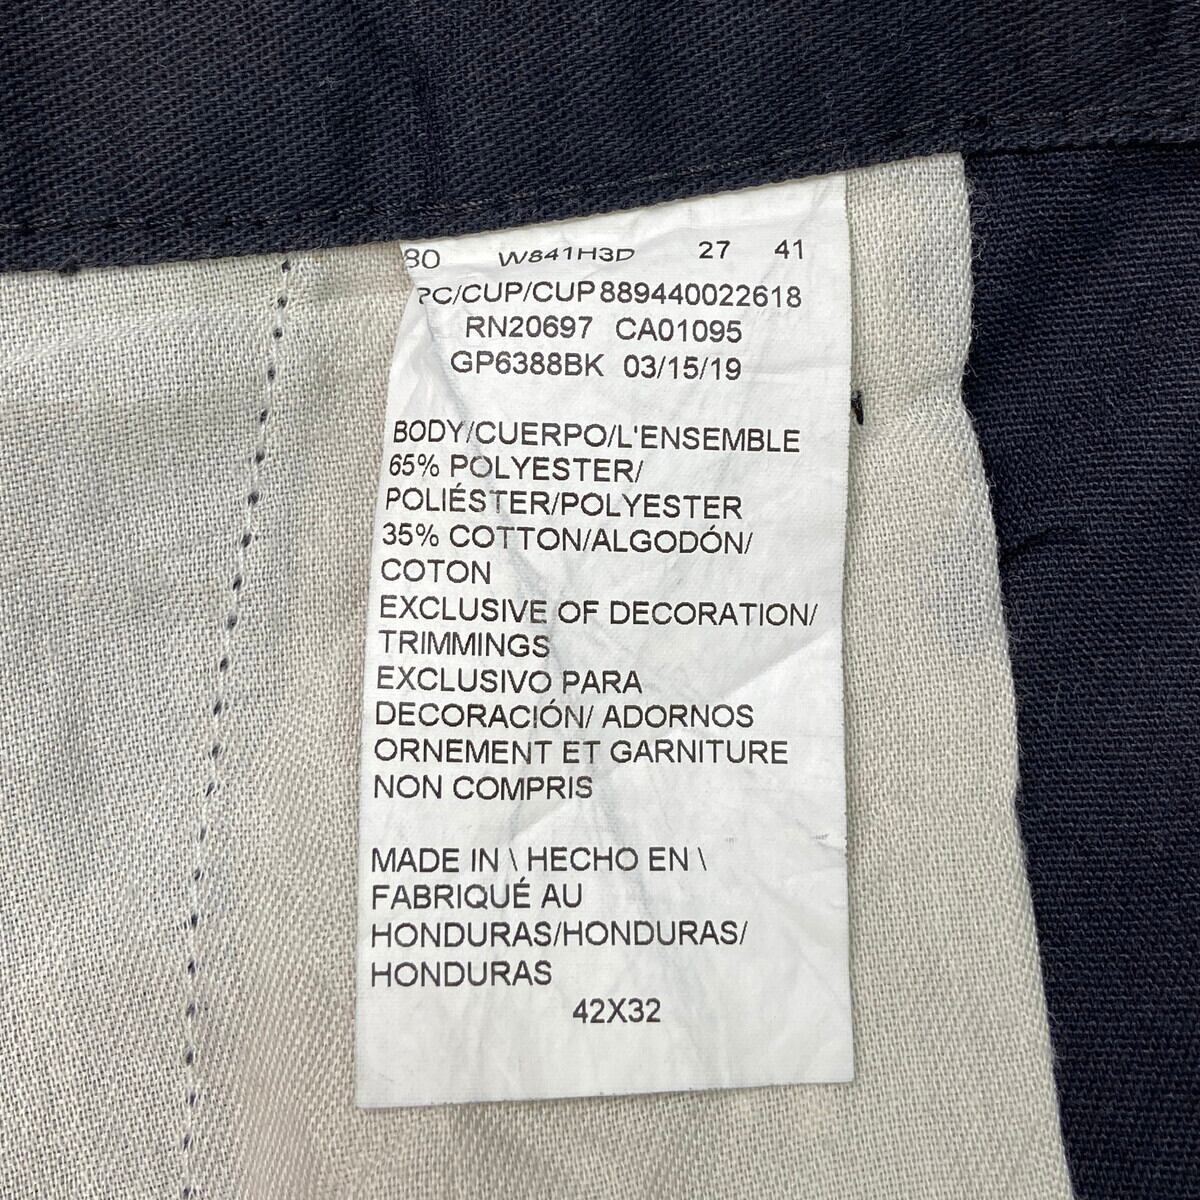 80 W841H3D 27 41
PC/CUP/CUP 889440022618
RN20697 CA01095
GP6388BK 03/15/19
BODY/CUERPO/L'ENSEMBLE
65% POLYESTER/
POLIÉSTER/POLYESTER
35% COTTON/ALGODÓN/
COTON
EXCLUSIVE OF DECORATION/
TRIMMINGS
EXCLUSIVO PARA
DECORACIÓN/ ADORNOS
ORNEMENT ET GARNITURE
NON COMPRIS
MADE IN \ HECHO EN \
FABRIQUÉ AU
HONDURAS/HONDURAS/
HONDURAS
42X32